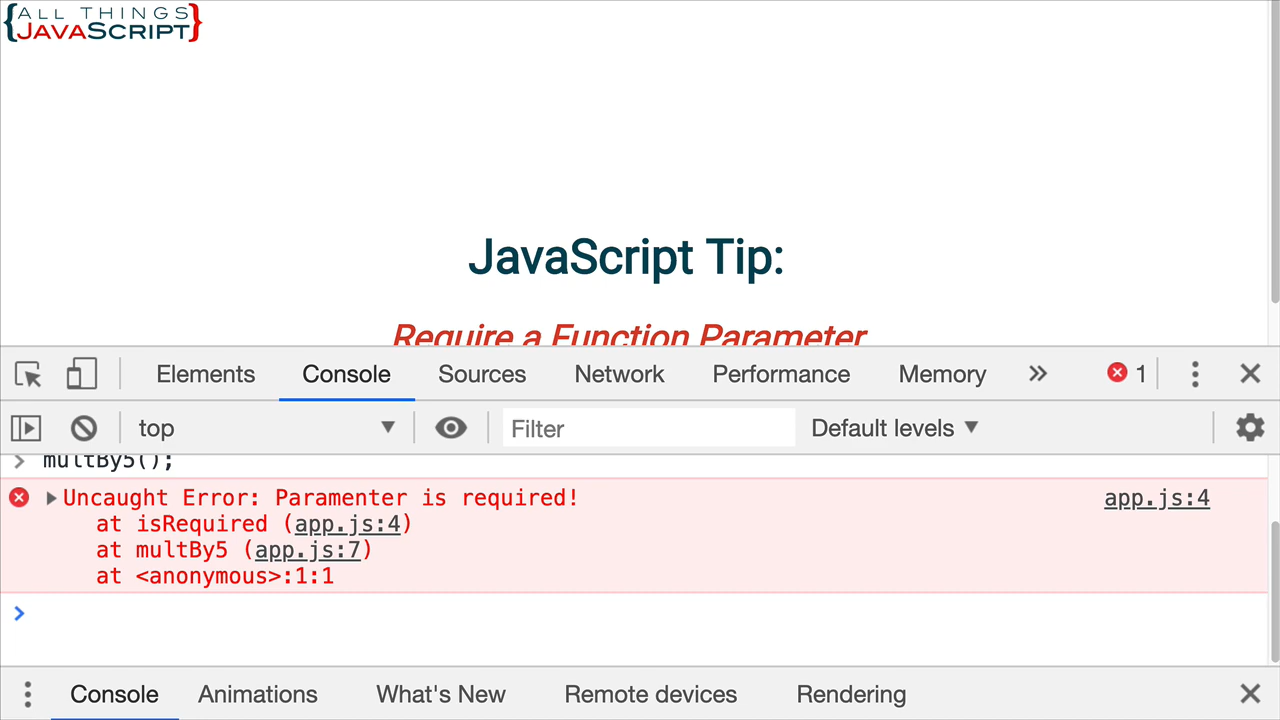 {ALL THINGS
JAVASCRIPT}
JavaScript Tip:
Require a Function Parameter
Elements Console Sources Network Performance Memory » 1
top Filter Default levels ▼
> multBy5();
▶Uncaught Error: Paramenter is required! app.js:4
at isRequired (app.js:4)
at multBy5 (app.js:7)
at <anonymous>:1:1
>
Console Animations What's New Remote devices Rendering